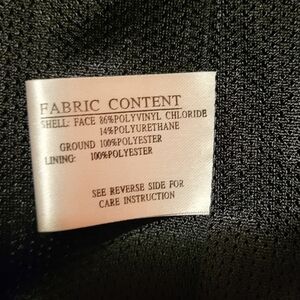 FABRIC CONTENT
SHELL: FACE 86%POLYVINYL CHLORIDE
14%POLYURETHANE
GROUND 100%POLYESTER
LINING: 100%POLYESTER
SEE REVERSE SIDE FOR
CARE INSTRUCTION